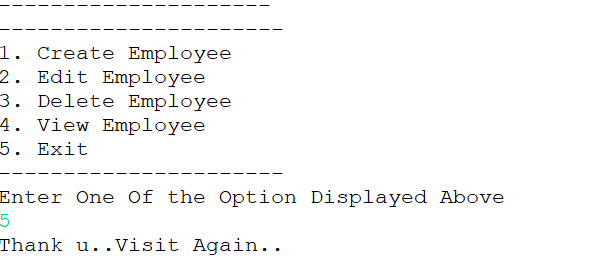 ---------------------
----------------------
1. Create Employee
2. Edit Employee
3. Delete Employee
4. View Employee
5. Exit
----------------------
Enter One Of the Option Displayed Above
5
Thank u..Visit Again..